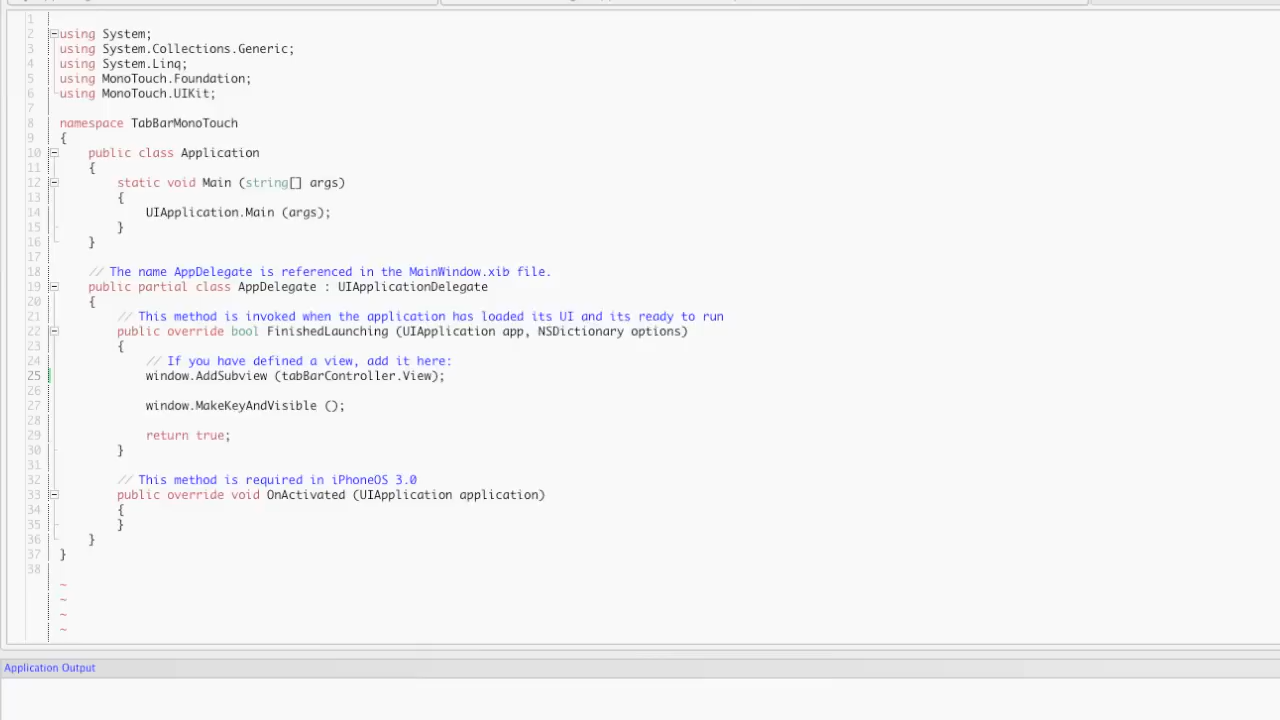 1
2 using System;
3 using System.Collections.Generic;
4 using System.Linq;
5 using MonoTouch.Foundation;
6 using MonoTouch.UIKit;
7
8 namespace TabBarMonoTouch
9 {
10 public class Application
11 {
12 static void Main (string[] args)
13 {
14 UIApplication.Main (args);
15 }
16 }
17
18 // The name AppDelegate is referenced in the MainWindow.xib file.
19 public partial class AppDelegate : UIApplicationDelegate
20 {
21 // This method is invoked when the application has loaded its UI and its ready to run
22 public override bool FinishedLaunching (UIApplication app, NSDictionary options)
23 {
24 // If you have defined a view, add it here:
25 window.AddSubview (tabBarController.View);
26
27 window.MakeKeyAndVisible ();
28
29 return true;
30 }
31
32 // This method is required in iPhoneOS 3.0
33 public override void OnActivated (UIApplication application)
34 {
35 }
36 }
37 }
38
~
~
~
~
Application Output